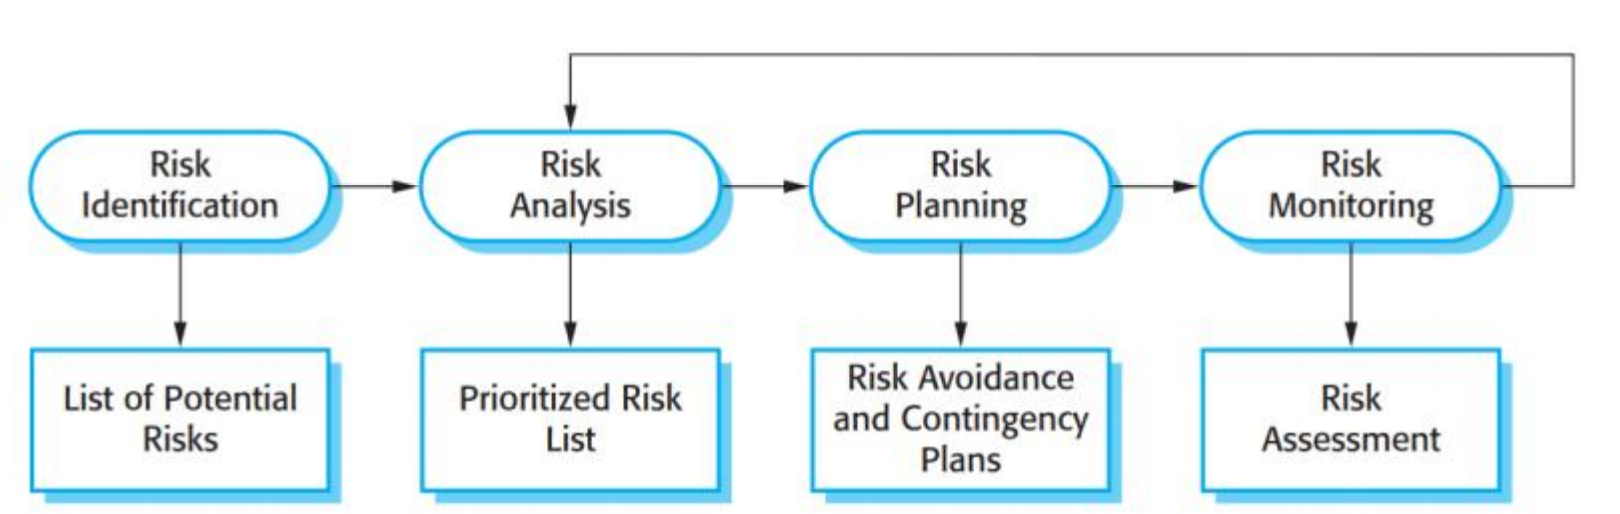 Risk
Identification
Risk
Analysis
Risk
Planning
Risk
Monitoring
List of Potential
Risks
Prioritized Risk
List
Risk Avoidance
and Contingency
Plans
Risk
Assessment